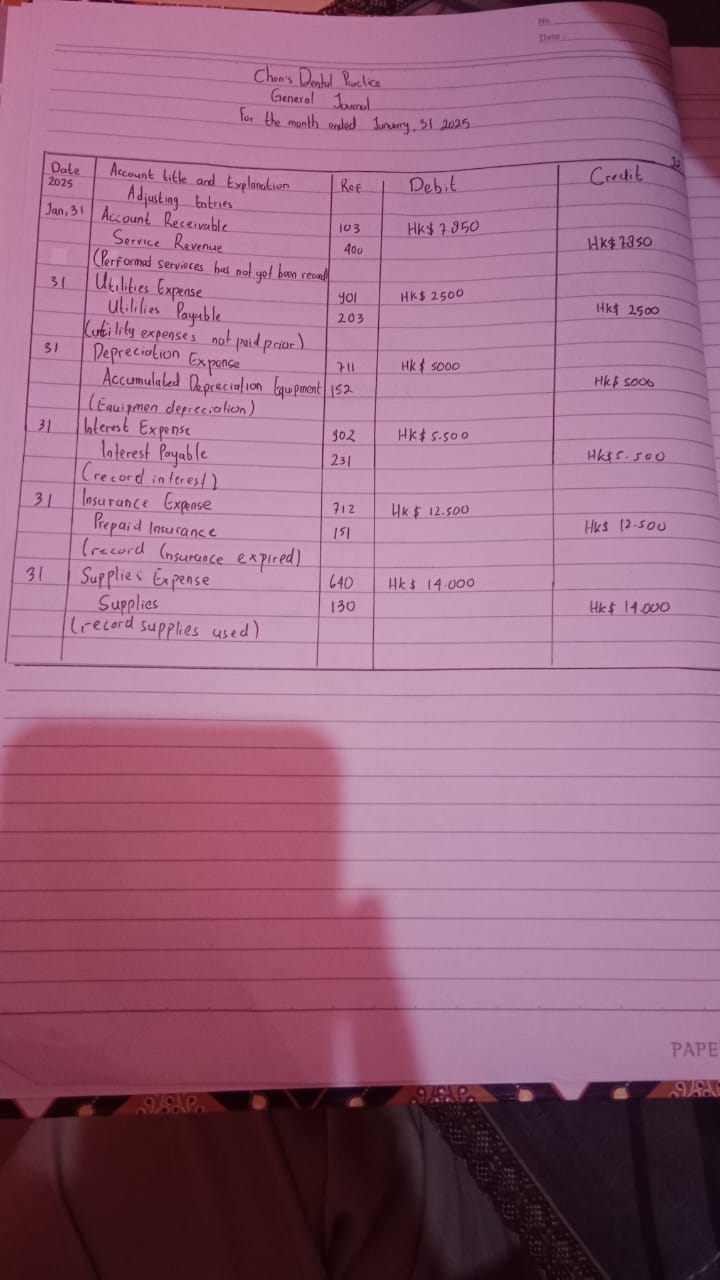 No
Date :
Chen's Dental Practice
General Journal
For the month ended January, 31 2025
Date 2025 Account title and Explanation Ref Debit Credit
Adjusting Entries
Jan, 31 Account Receivable 103 HK$ 7850
Service Revenue 400 HK$ 7850
(Performed services has not yet been record
31 Utilities Expense 901 HK$ 2500
Utilities Payable 203 HK$ 2500
(utility expenses not paid prior)
31 Depreciation Expense 711 HK$ 5000
Accumulated Depreciation Equipment 152 HK$ 5000
(Equipmen depreciation)
31 Interest Expense 902 HK$ 5.500
Interest Payable 231 HK$ 5.500
(record interest)
31 Insurance Expense 712 HK$ 12.500
Prepaid Insurance 151 HK$ 12.500
(record Insurance expired)
31 Supplies Expense 640 HK$ 14.000
Supplies 130 HK$ 14.000
(record supplies used)
PAPE